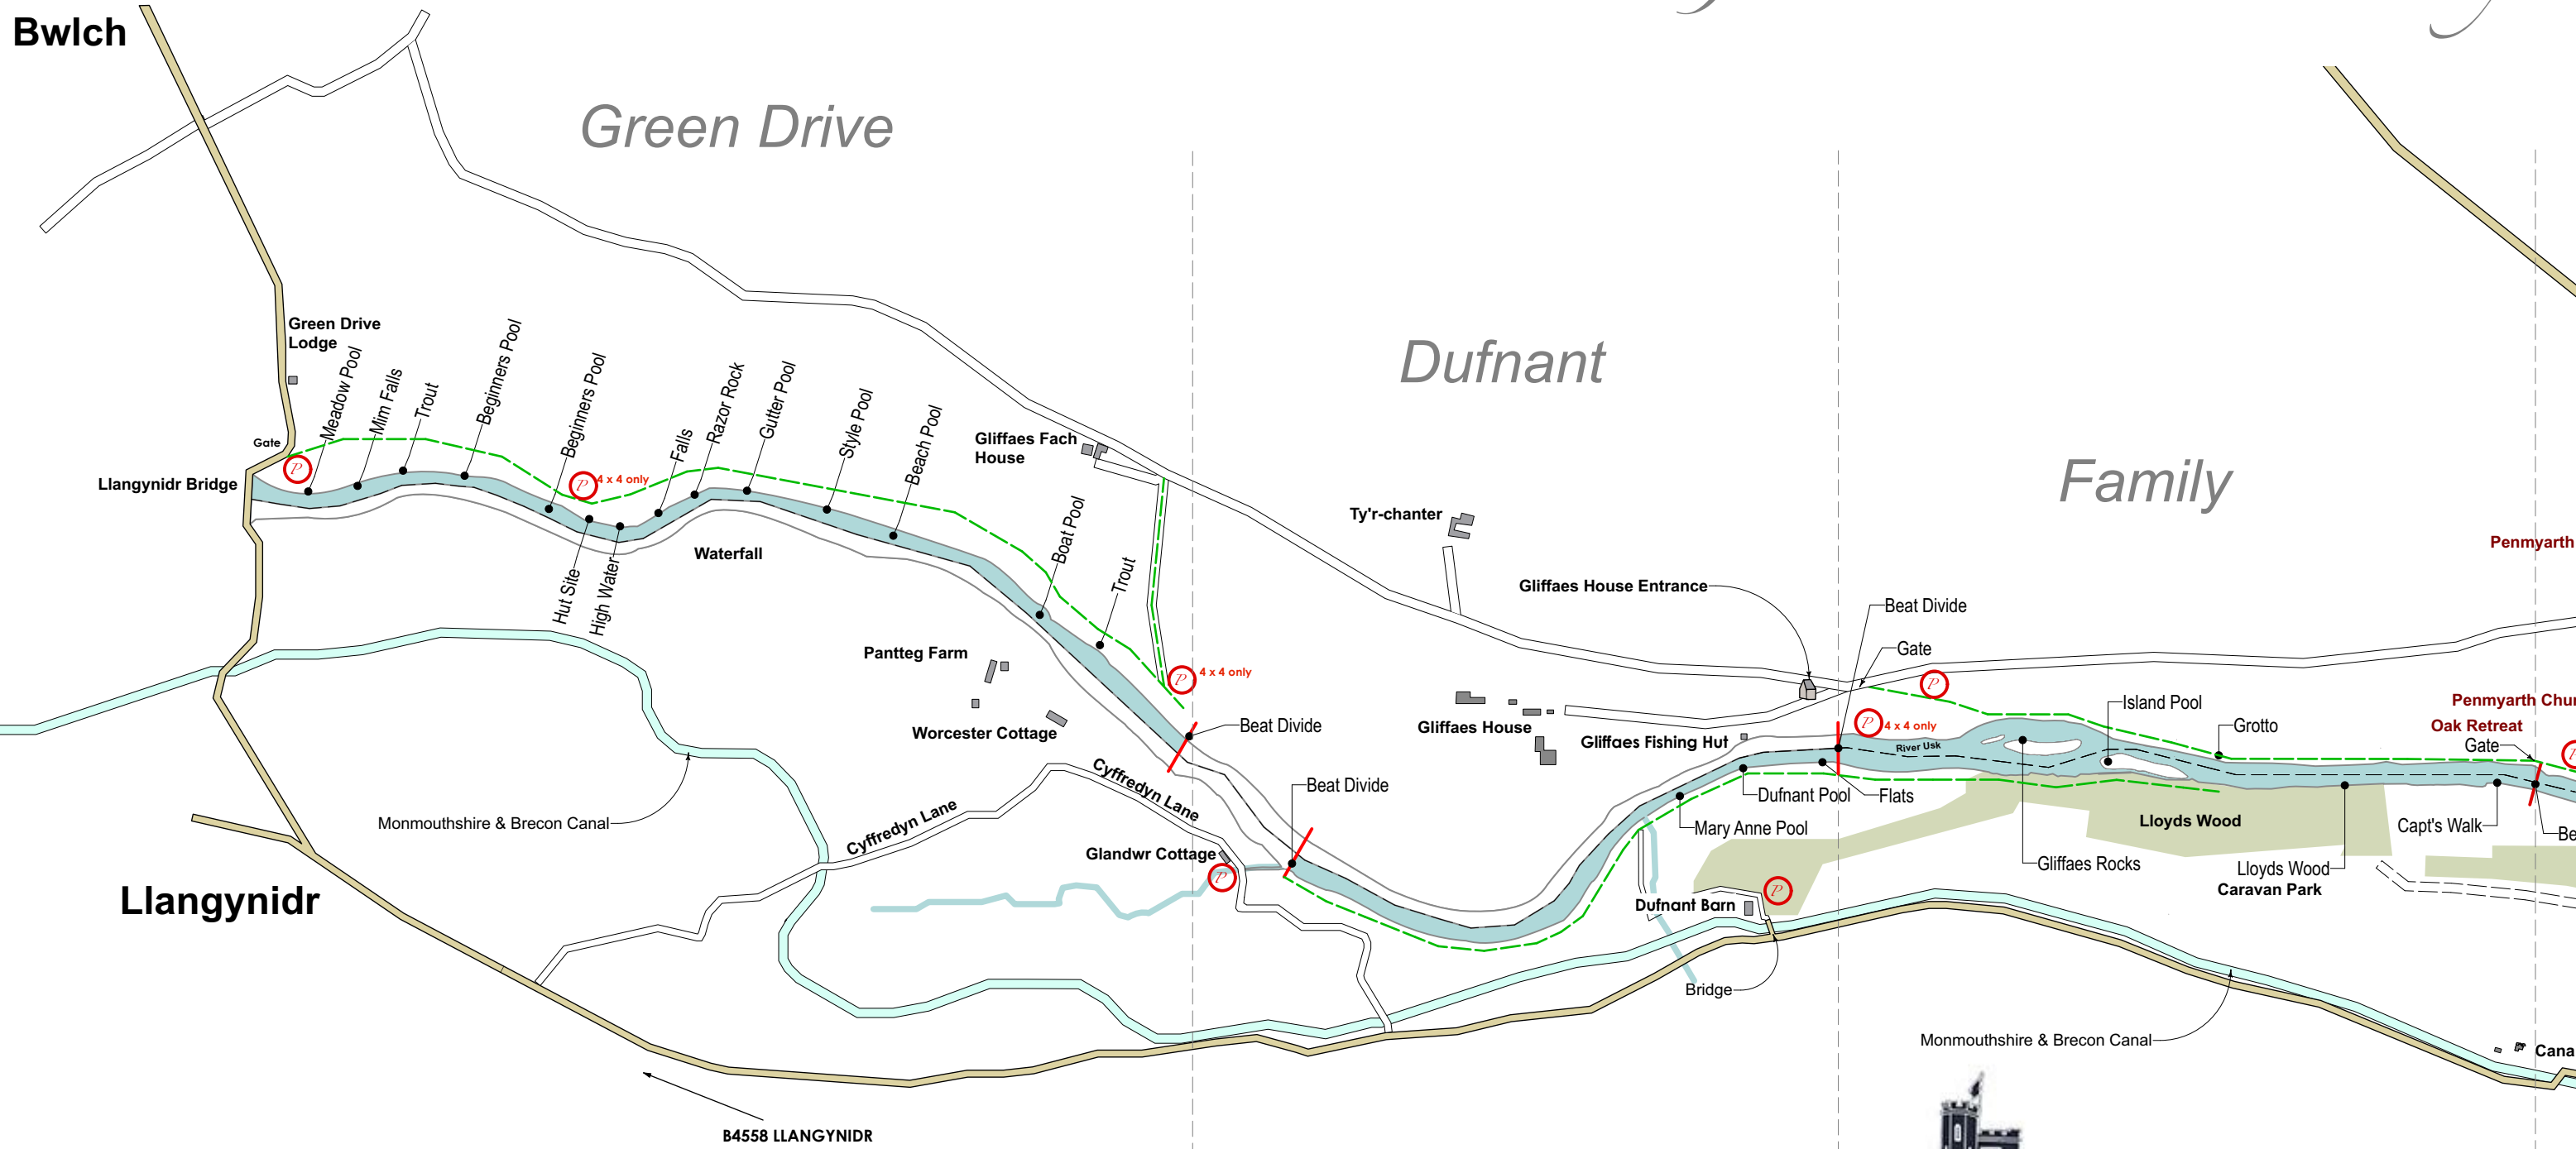 Bwlch
Green Drive
Dufnant
Family
Green Drive
Lodge
Gate
Llangynidr Bridge
P
Meadow Pool
Mim Falls
Trout
Beginners Pool
Beginners Pool
P
4 x 4 only
Hut Site
High Water
Falls
Razor Rock
Gutter Pool
Style Pool
Beach Pool
Waterfall
Boat Pool
Trout
Gliffaes Fach
House
P
4 x 4 only
Beat Divide
Pantteg Farm
Worcester Cottage
Cyffredyn Lane
Cyffredyn Lane
Monmouthshire & Brecon Canal
Glandwr Cottage
P
Beat Divide
Llangynidr
B4558 LLANGYNIDR
Ty'r-chanter
Gliffaes House Entrance
Gliffaes House
Gliffaes Fishing Hut
Beat Divide
Gate
P
P
4 x 4 only
River Usk
Island Pool
Grotto
Dufnant Pool
Flats
Mary Anne Pool
Dufnant Barn
P
Bridge
Lloyds Wood
Gliffaes Rocks
Lloyds Wood
Caravan Park
Capt's Walk
Penmyarth
Penmyarth Chur
Oak Retreat
Gate
P
Be
Monmouthshire & Brecon Canal
Cana